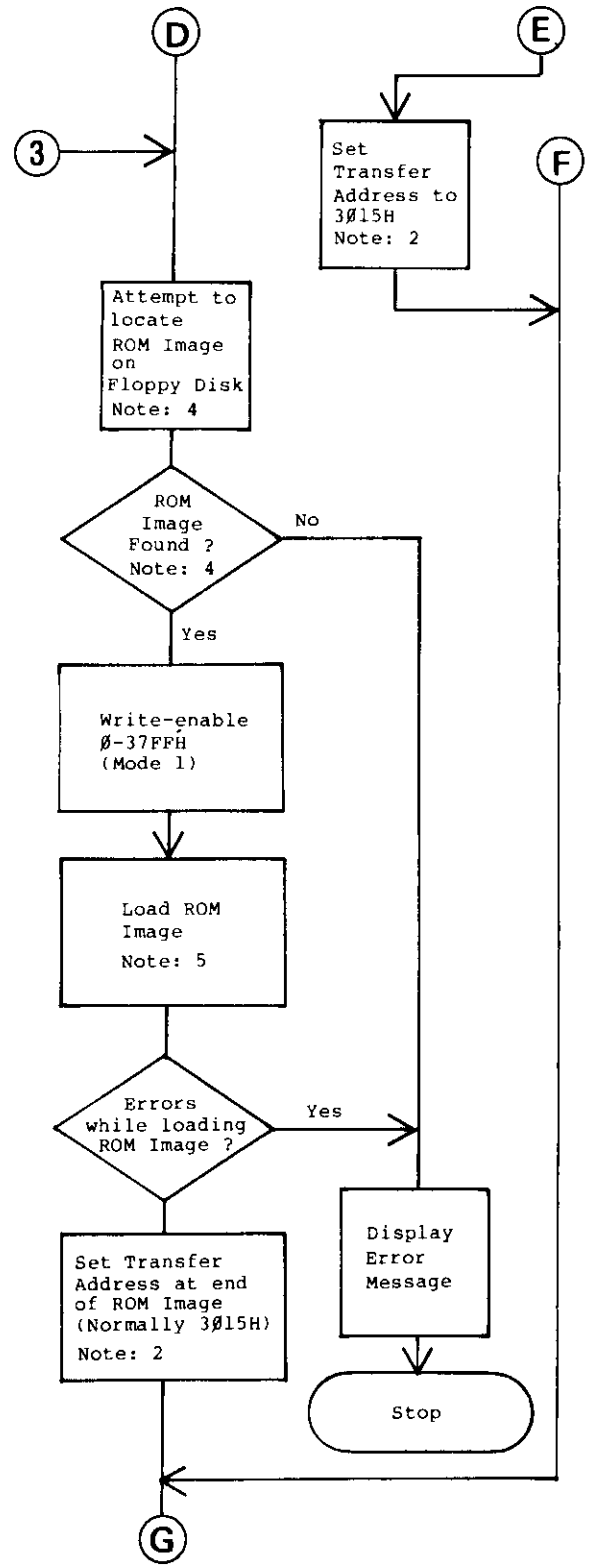 D
E
3
F
Set
Transfer
Address to
3Ø15H
Note: 2
Attempt to
locate
ROM Image
on
Floppy Disk
Note: 4
ROM
Image
Found ?
Note: 4
No
Yes
Write-enable
Ø-37FFH
(Mode 1)
Load ROM
Image
Note: 5
Errors
while loading
ROM Image ?
Yes
Set Transfer
Address at end
of ROM Image
(Normally 3Ø15H)
Note: 2
Display
Error
Message
Stop
G